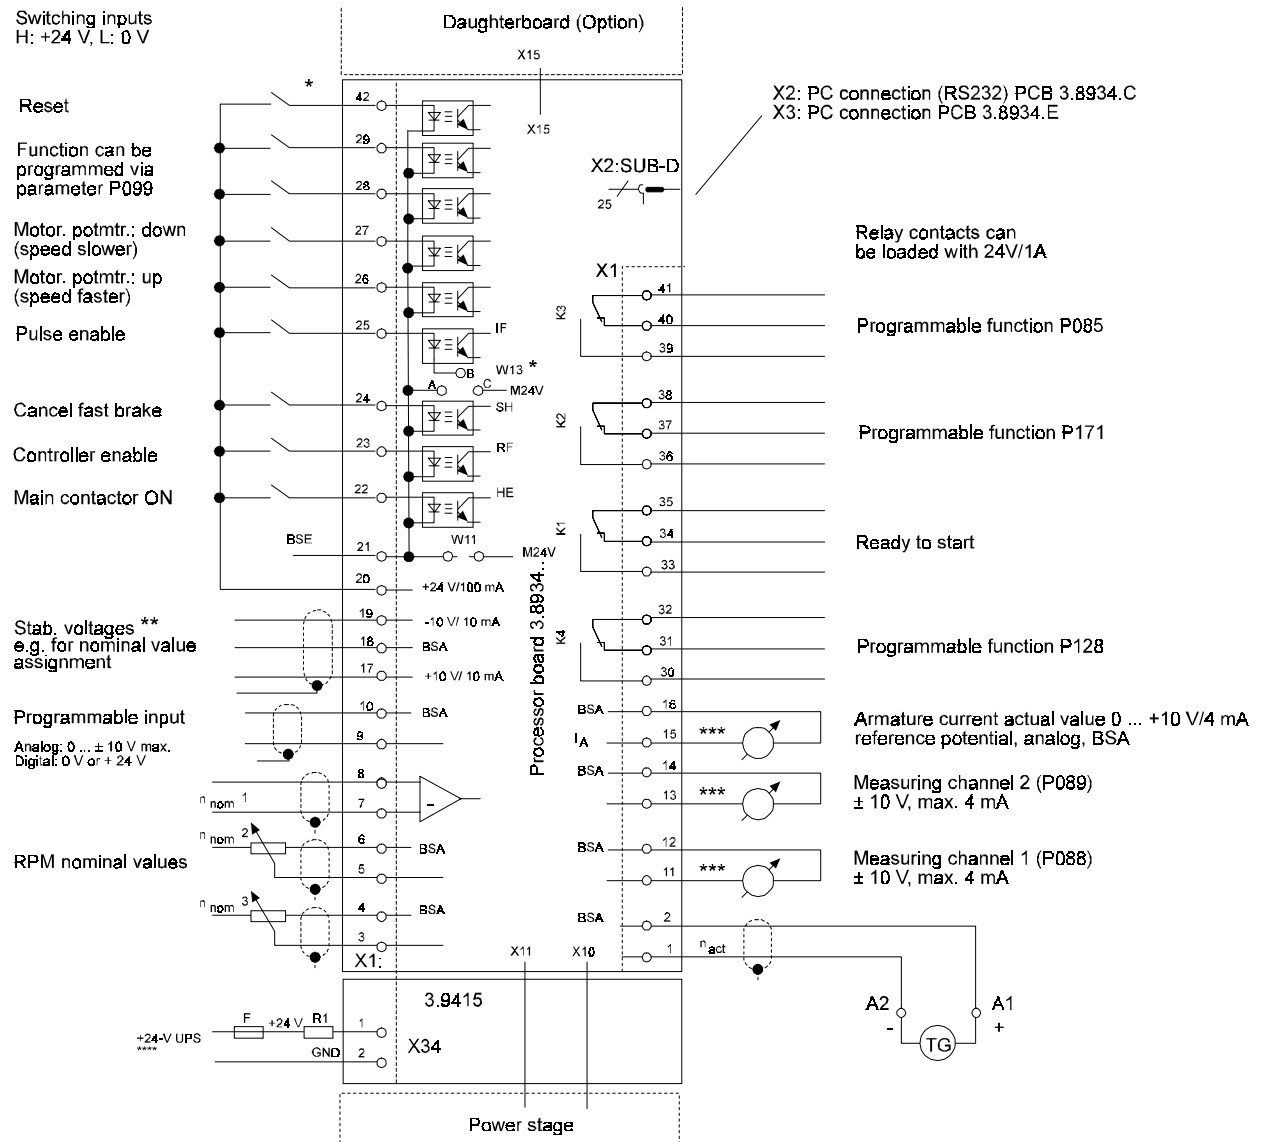 Switching inputs
H: +24 V, L: 0 V
Daughterboard (Option)
X15
X15
X2: PC connection (RS232) PCB 3.8934.C
X3: PC connection PCB 3.8934.E
*
Reset
42
Function can be
programmed via
parameter P099
29
28
X2:SUB-D
25
Motor. potmtr.: down
(speed slower)
27
Relay contacts can
be loaded with 24V/1A
Motor. potmtr.: up
(speed faster)
26
X1
Pulse enable
25
IF
B
W13 *
A
C
M24V
K3
41
40
39
Programmable function P085
Cancel fast brake
24
SH
K2
38
37
36
Programmable function P171
Controller enable
23
RF
Main contactor ON
22
HE
BSE
21
W11
M24V
K1
35
34
33
Ready to start
20
+24 V/100 mA
Stab. voltages **
e.g. for nominal value
assignment
19
-10 V/ 10 mA
18
BSA
17
+10 V/ 10 mA
Processor board 3.8934...
K4
32
31
30
Programmable function P128
Programmable input
Analog: 0 ... ± 10 V max.
Digital: 0 V or + 24 V
10
BSA
9
BSA
16
IA
15
***
Armature current actual value 0 ... +10 V/4 mA
reference potential, analog, BSA
8
n nom 1
7
-
BSA
14
13
***
Measuring channel 2 (P089)
± 10 V, max. 4 mA
RPM nominal values
n nom 2
6
BSA
5
12
BSA
11
***
Measuring channel 1 (P088)
± 10 V, max. 4 mA
n nom 3
4
BSA
3
X1:
BSA
2
1
n act
X11
X10
A2
-
A1
+
TG
3.9415
+24-V UPS
****
F
+24 V
R1
1
GND
2
X34
Power stage